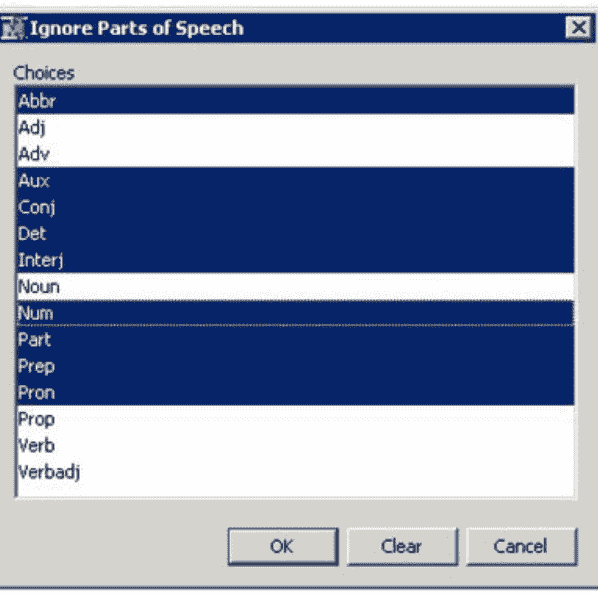 Ignore Parts of Speech
Choices
Abbr
Adj
Adv
Aux
Conj
Det
Interj
Noun
Num
Part
Prep
Pron
Prop
Verb
Verbadj
OK Clear Cancel